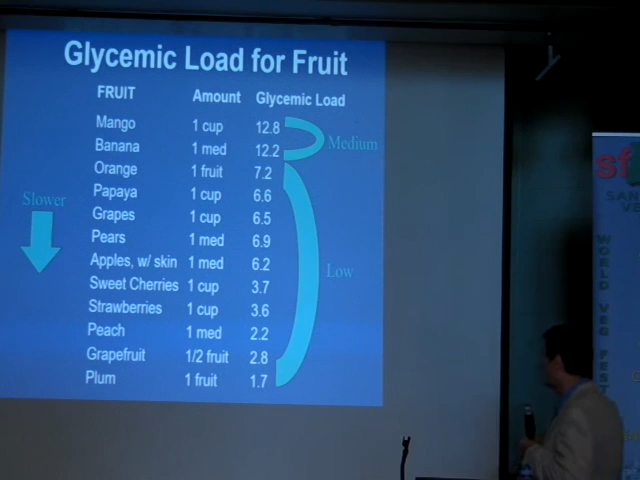 Glycemic Load for Fruit
FRUIT Amount Glycemic Load
Mango 1 cup 12.8
Banana 1 med 12.2
Medium
Orange 1 fruit 7.2
Papaya 1 cup 6.6
Slower
Grapes 1 cup 6.5
Pears 1 med 6.9
Apples, w/ skin 1 med 6.2
Low
Sweet Cherries 1 cup 3.7
Strawberries 1 cup 3.6
Peach 1 med 2.2
Grapefruit 1/2 fruit 2.8
Plum 1 fruit 1.7
sf
SAN
VE
WORLD VEG FEST